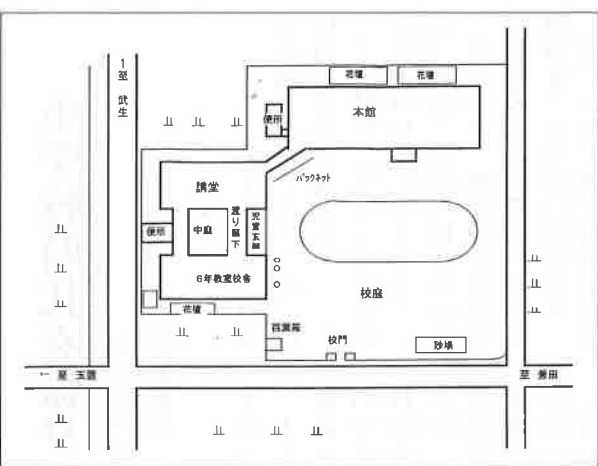 1至 武生
花壇
花壇
便所
本館
バックネット
講堂
便所
中庭
渡り廊下
児童玄関
6年教室校舎
校庭
花壇
百葉箱
校門
砂場
← 至 玉
至 田